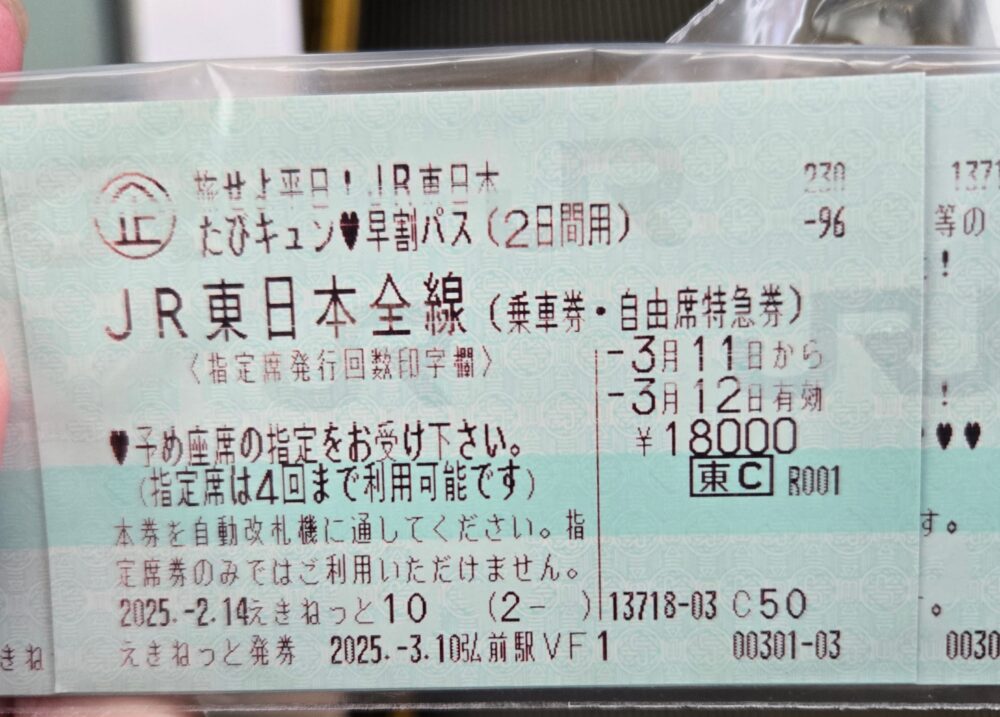 企
旅せよ平日！JR東日本 230
たびキュン♥早割パス（２日間用） -96
JR東日本全線（乗車券・自由席特急券）
〈指定席発行回数印字欄〉
-3月11日から
-3月12日有効
♥予め座席の指定をお受け下さい。 ￥18000
（指定席は4回まで利用可能です） 東C R001
本券を自動改札機に通してください。指
定席券のみではご利用いただけません。
2025.-2.14えきねっと10 （2- ） 13718-03 C50
えきねっと発券 2025.-3.10弘前駅VF1 00301-03
1371
等の
！
！
♥♥
す。
。
0030
きね